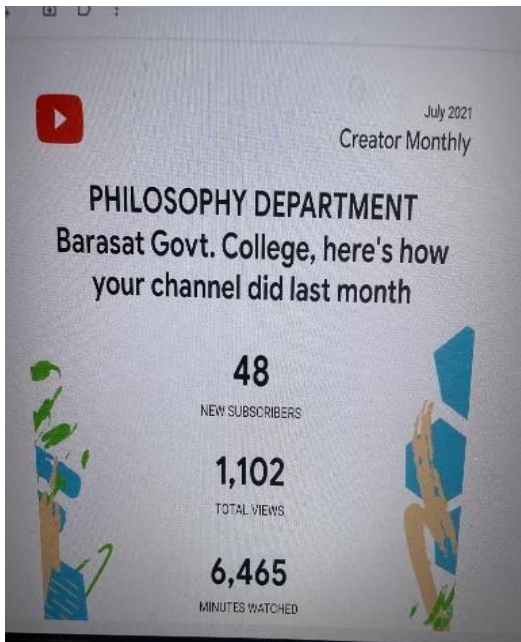 July 2021
Creator Monthly
PHILOSOPHY DEPARTMENT
Barasat Govt. College, here's how
your channel did last month
48
NEW SUBSCRIBERS
1,102
TOTAL VIEWS
6,465
MINUTES WATCHED